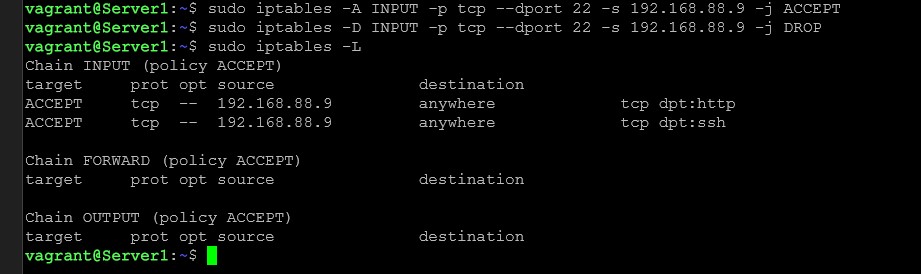 vagrant@Server1:~$ sudo iptables -A INPUT -p tcp --dport 22 -s 192.168.88.9 -j ACCEPT
vagrant@Server1:~$ sudo iptables -D INPUT -p tcp --dport 22 -s 192.168.88.9 -j DROP
vagrant@Server1:~$ sudo iptables -L
Chain INPUT (policy ACCEPT)
target     prot opt source               destination
ACCEPT     tcp  --  192.168.88.9         anywhere             tcp dpt:http
ACCEPT     tcp  --  192.168.88.9         anywhere             tcp dpt:ssh

Chain FORWARD (policy ACCEPT)
target     prot opt source               destination

Chain OUTPUT (policy ACCEPT)
target     prot opt source               destination
vagrant@Server1:~$